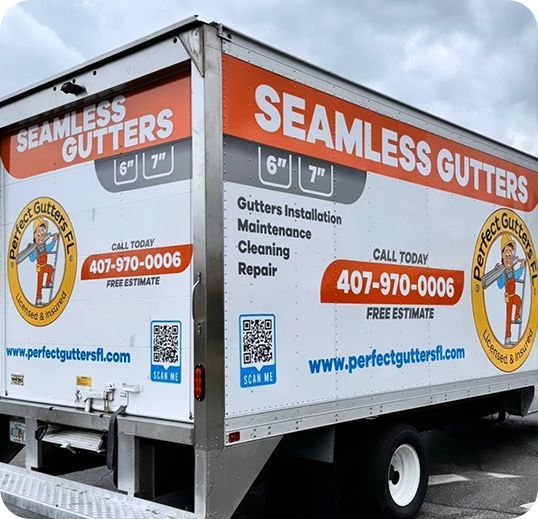 SEAMLESS
GUTTERS
6" 7"
Perfect Gutters FL
Licensed & Insured
CALL TODAY
407-970-0006
FREE ESTIMATE
www.perfectguttersfl.com
SCAN ME
SEAMLESS GUTTERS
6" 7"
Gutters Installation
Maintenance
Cleaning
Repair
CALL TODAY
407-970-0006
FREE ESTIMATE
www.perfectguttersfl.com
SCAN ME
Perfect Gutters FL
Licensed & Insured